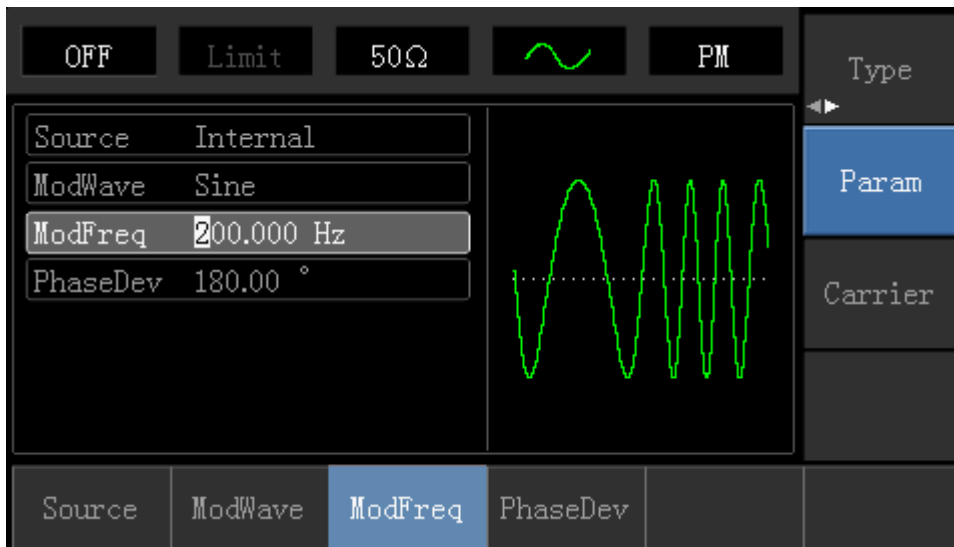 OFF Limit 50Ω PM
Type
Source Internal
ModWave Sine
ModFreq 200.000 Hz
PhaseDev 180.00 °
Param
Carrier
Source ModWave ModFreq PhaseDev